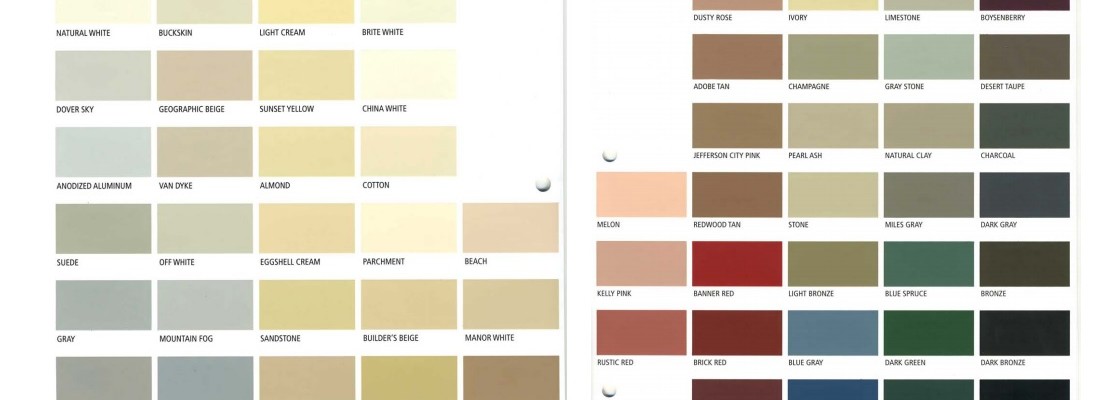 NATURAL WHITE BUCKSKIN LIGHT CREAM BRITE WHITE
DOVER SKY GEOGRAPHIC BEIGE SUNSET YELLOW CHINA WHITE
ANODIZED ALUMINUM VAN DYKE ALMOND COTTON
SUEDE OFF WHITE EGGSHELL CREAM PARCHMENT BEACH
GRAY MOUNTAIN FOG SANDSTONE BUILDER'S BEIGE MANOR WHITE
DUSTY ROSE IVORY LIMESTONE BOYSENBERRY
ADOBE TAN CHAMPAGNE GRAY STONE DESERT TAUPE
JEFFERSON CITY PINK PEARL ASH NATURAL CLAY CHARCOAL
MELON REDWOOD TAN STONE MILES GRAY DARK GRAY
KELLY PINK BANNER RED LIGHT BRONZE BLUE SPRUCE BRONZE
RUSTIC RED BRICK RED BLUE GRAY DARK GREEN DARK BRONZE